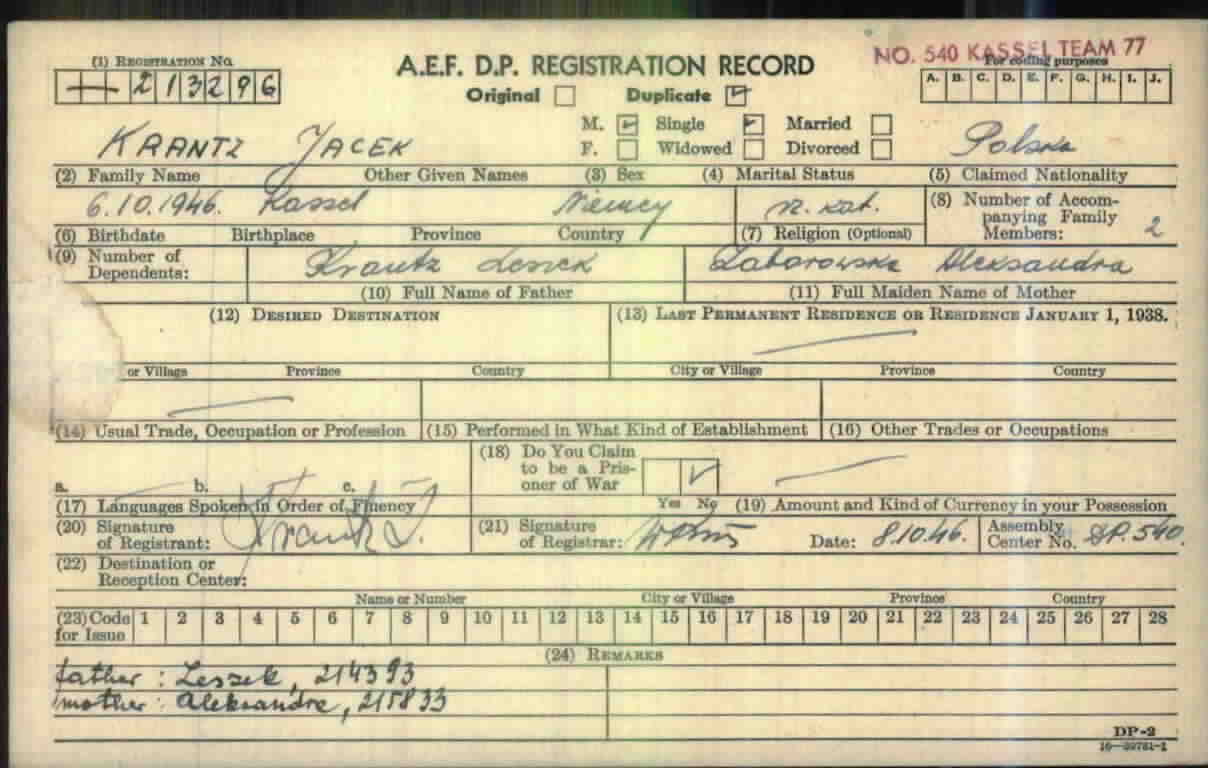 NO. 540 KASSEL TEAM 77
(1) REGISTRATION NO.
213296
A.E.F. D.P. REGISTRATION RECORD
For coding purposes
A. B. C. D. E. F. G. H. I. J.
Original Duplicate
KRANTZ JACEK
M. Single Married
F. Widowed Divorced
Polska
(2) Family Name Other Given Names (3) Sex (4) Marital Status (5) Claimed Nationality
6.10.1946. Kassel Niemcy
r. kat.
(8) Number of Accompanying Family Members: 2
(6) Birthdate Birthplace Province Country (7) Religion (Optional)
(9) Number of Dependents:
Krantz Leszek Zaborowska Aleksandra
(10) Full Name of Father (11) Full Maiden Name of Mother
(12) DESIRED DESTINATION (13) LAST PERMANENT RESIDENCE OR RESIDENCE JANUARY 1, 1938.
or Village Province Country City or Village Province Country
(14) Usual Trade, Occupation or Profession (15) Performed in What Kind of Establishment (16) Other Trades or Occupations
(18) Do You Claim to be a Prisoner of War
a. b. c. Yes No
(17) Languages Spoken in Order of Fluency (19) Amount and Kind of Currency in your Possession
(20) Signature of Registrant: Krantz L.
(21) Signature of Registrar:
Date: 8.10.46. Assembly Center No. DP. 540.
(22) Destination or Reception Center:
Name or Number City or Village Province Country
(23) Code for Issue 1 2 3 4 5 6 7 8 9 10 11 12 13 14 15 16 17 18 19 20 21 22 23 24 25 26 27 28
(24) REMARKS
father: Leszek, 214393
mother: Aleksandra, 215833
DP-2
16—39781-1